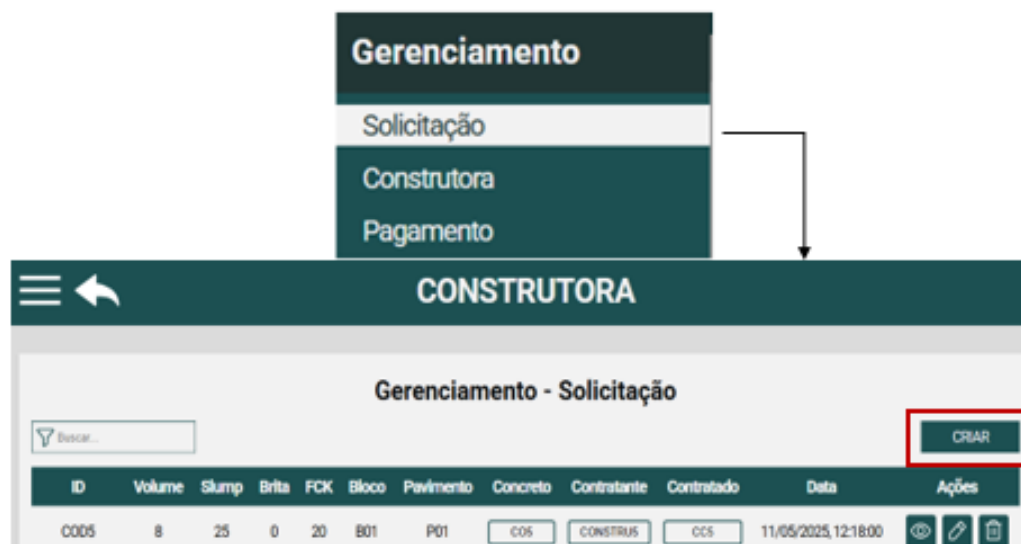 Gerenciamento
Solicitação
Construtora
Pagamento
CONSTRUTORA
Gerenciamento - Solicitação
Buscar...
CRIAR
ID Volume Slump Brita FCK Bloco Pavimento Concreto Contratante Contratado Data Ações
COD5 8 25 0 20 B01 P01 CO5 CONSTRU5 CC5 11/05/2025, 12:18:00